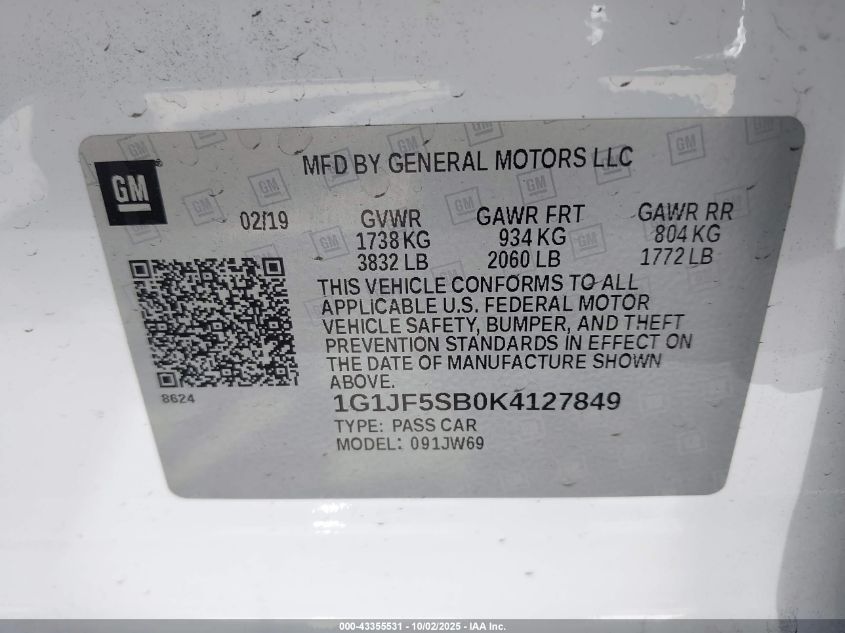 MFD BY GENERAL MOTORS LLC
GM
02/19
GVWR GAWR FRT GAWR RR
1738 KG 934 KG 804 KG
3832 LB 2060 LB 1772 LB
THIS VEHICLE CONFORMS TO ALL
APPLICABLE U.S. FEDERAL MOTOR
VEHICLE SAFETY, BUMPER, AND THEFT
PREVENTION STANDARDS IN EFFECT ON
THE DATE OF MANUFACTURE SHOWN
ABOVE.
8624
1G1JF5SB0K4127849
TYPE: PASS CAR
MODEL: 091JW69
000-43355531 - 10/02/2025 - IAA Inc.